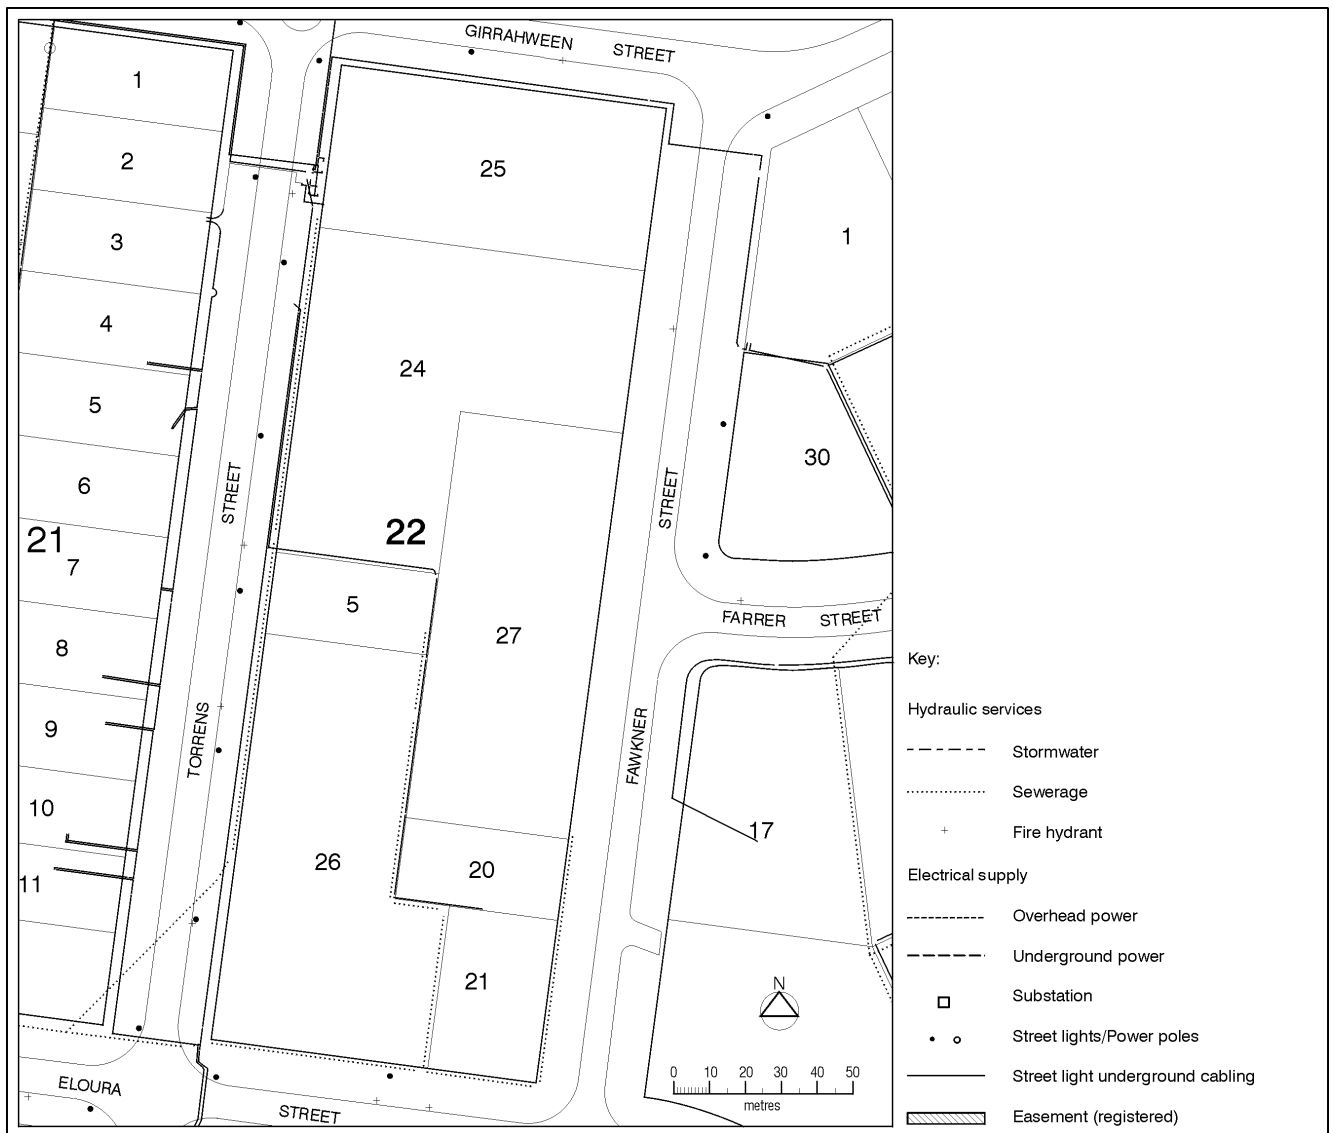 GIRRAHWEEN STREET
1
2
3
4
5
6
21
7
8
9
10
11
25
24
22
5
27
26
20
21
1
30
17
STREET
TORRENS
STREET
FAWKNER
FARRER STREET
ELOURA
STREET
N
0 10 20 30 40 50
metres
Key:
Hydraulic services
Stormwater
Sewerage
Fire hydrant
Electrical supply
Overhead power
Underground power
Substation
Street lights/Power poles
Street light underground cabling
Easement (registered)